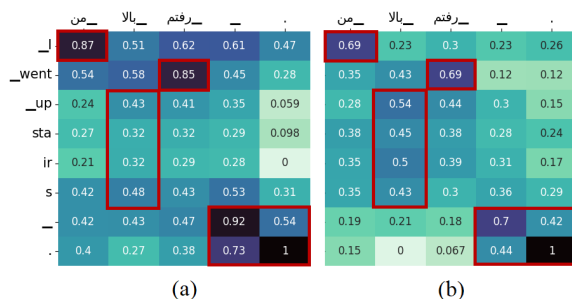 من_ بالا_ رفتم_ _ . من_ بالا_ رفتم_ _ .
_I 0.87 0.51 0.62 0.61 0.47 0.69 0.23 0.3 0.23 0.26
_went 0.54 0.58 0.85 0.45 0.28 0.35 0.43 0.69 0.12 0.12
_up 0.24 0.43 0.41 0.35 0.059 0.28 0.54 0.44 0.3 0.15
sta 0.27 0.32 0.32 0.29 0.098 0.38 0.45 0.38 0.28 0.24
ir 0.21 0.32 0.29 0.28 0 0.35 0.5 0.39 0.31 0.17
s 0.42 0.48 0.43 0.53 0.31 0.35 0.43 0.3 0.36 0.29
_ 0.42 0.43 0.47 0.92 0.54 0.19 0.21 0.18 0.7 0.42
. 0.4 0.27 0.38 0.73 1 0.15 0 0.067 0.44 1
(a) (b)